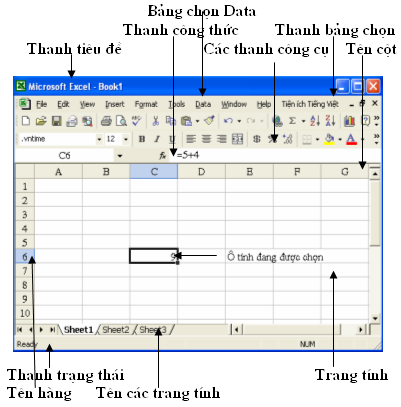 Bảng chọn Data
Thanh công thức Thanh bảng chọn
Thanh tiêu đề Các thanh công cụ Tên cột
Microsoft Excel - Book1
File Edit View Insert Format Tools Data Window Help Tiện ích Tiếng Việt
.vntime 12 B I U
C6 fx =5+4
A B C D E F G
1
2
3
4
5
6 9 Ô tính đang được chọn
7
8
9
10
Sheet1 Sheet2 Sheet3
Ready NUM
Thanh trạng thái Trang tính
Tên hàng Tên các trang tính